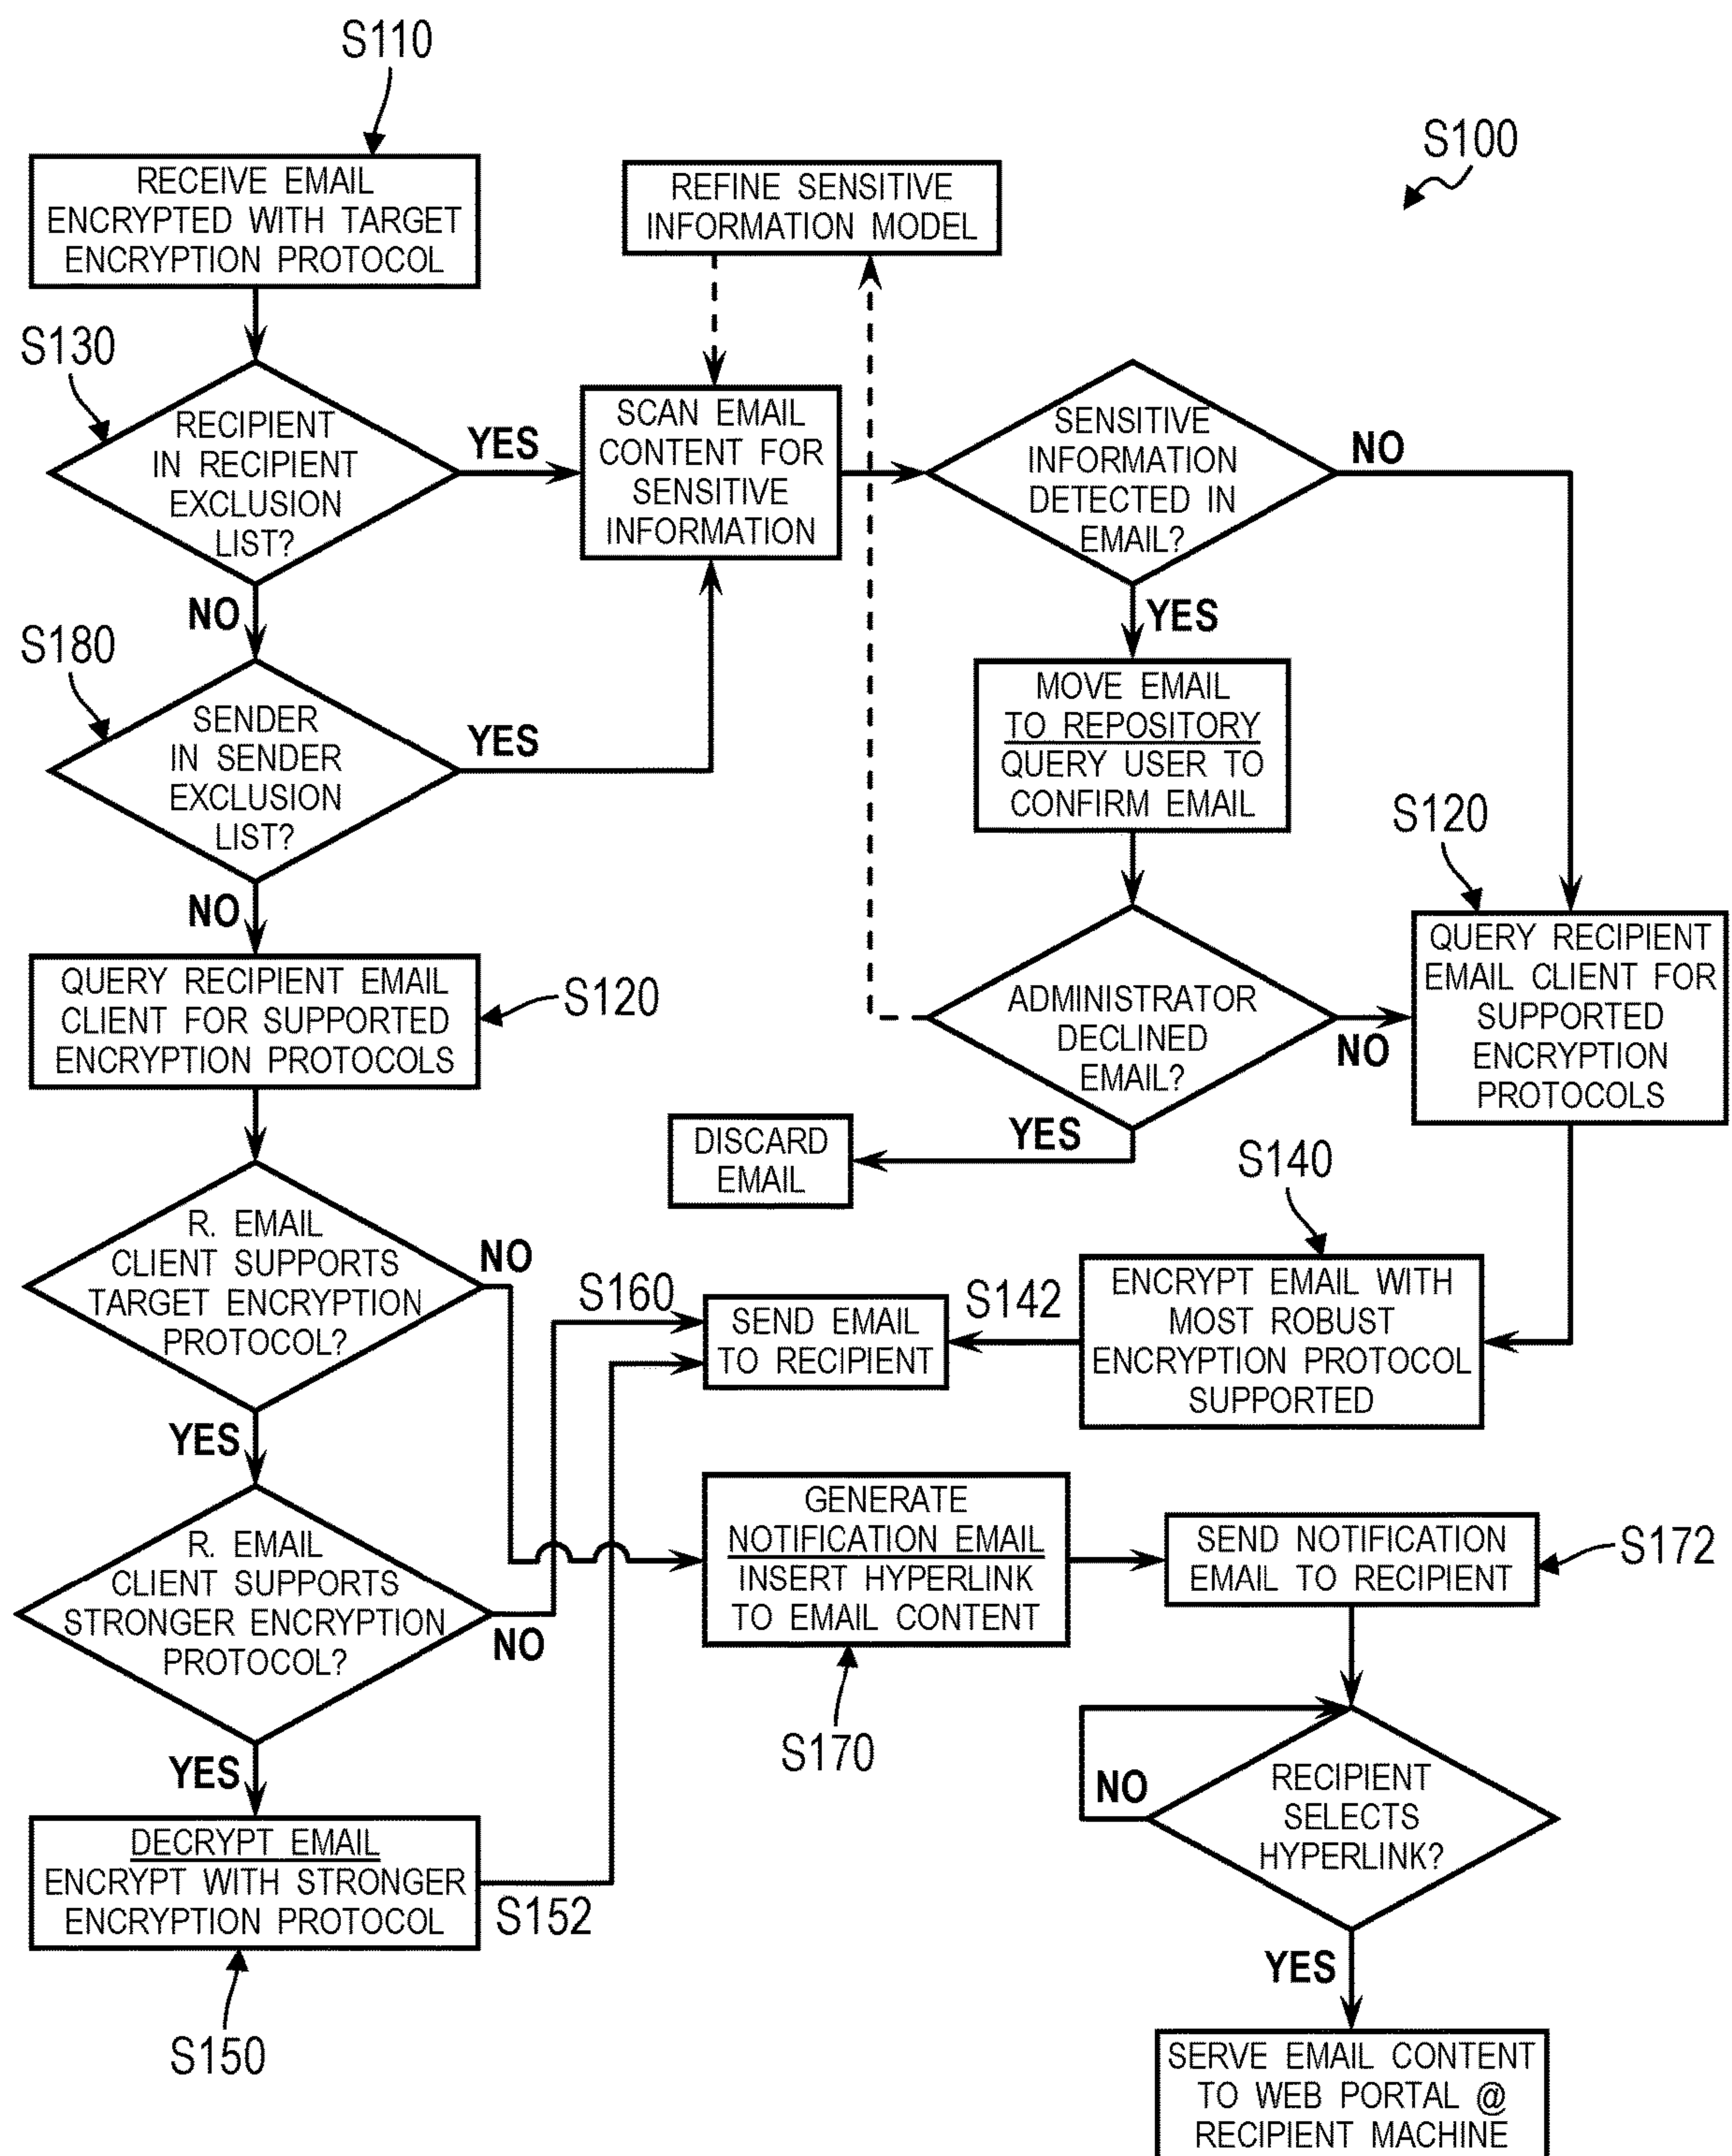 S110
S100
RECEIVE EMAIL
ENCRYPTED WITH TARGET
ENCRYPTION PROTOCOL
REFINE SENSITIVE
INFORMATION MODEL
S130
RECIPIENT
IN RECIPIENT
EXCLUSION
LIST?
YES
NO
SCAN EMAIL
CONTENT FOR
SENSITIVE
INFORMATION
SENSITIVE
INFORMATION
DETECTED IN
EMAIL?
NO
YES
S180
SENDER
IN SENDER
EXCLUSION
LIST?
YES
NO
MOVE EMAIL
TO REPOSITORY
QUERY USER TO
CONFIRM EMAIL
S120
QUERY RECIPIENT
EMAIL CLIENT FOR
SUPPORTED
ENCRYPTION
PROTOCOLS
QUERY RECIPIENT EMAIL
CLIENT FOR SUPPORTED
ENCRYPTION PROTOCOLS
S120
ADMINISTRATOR
DECLINED
EMAIL?
NO
YES
DISCARD
EMAIL
S140
ENCRYPT EMAIL WITH
MOST ROBUST
ENCRYPTION PROTOCOL
SUPPORTED
S142
SEND EMAIL
TO RECIPIENT
S160
R. EMAIL
CLIENT SUPPORTS
TARGET ENCRYPTION
PROTOCOL?
NO
YES
R. EMAIL
CLIENT SUPPORTS
STRONGER ENCRYPTION
PROTOCOL?
NO
YES
GENERATE
NOTIFICATION EMAIL
INSERT HYPERLINK
TO EMAIL CONTENT
S170
SEND NOTIFICATION
EMAIL TO RECIPIENT
S172
DECRYPT EMAIL
ENCRYPT WITH STRONGER
ENCRYPTION PROTOCOL
S152
S150
RECIPIENT
SELECTS
HYPERLINK?
NO
YES
SERVE EMAIL CONTENT
TO WEB PORTAL @
RECIPIENT MACHINE